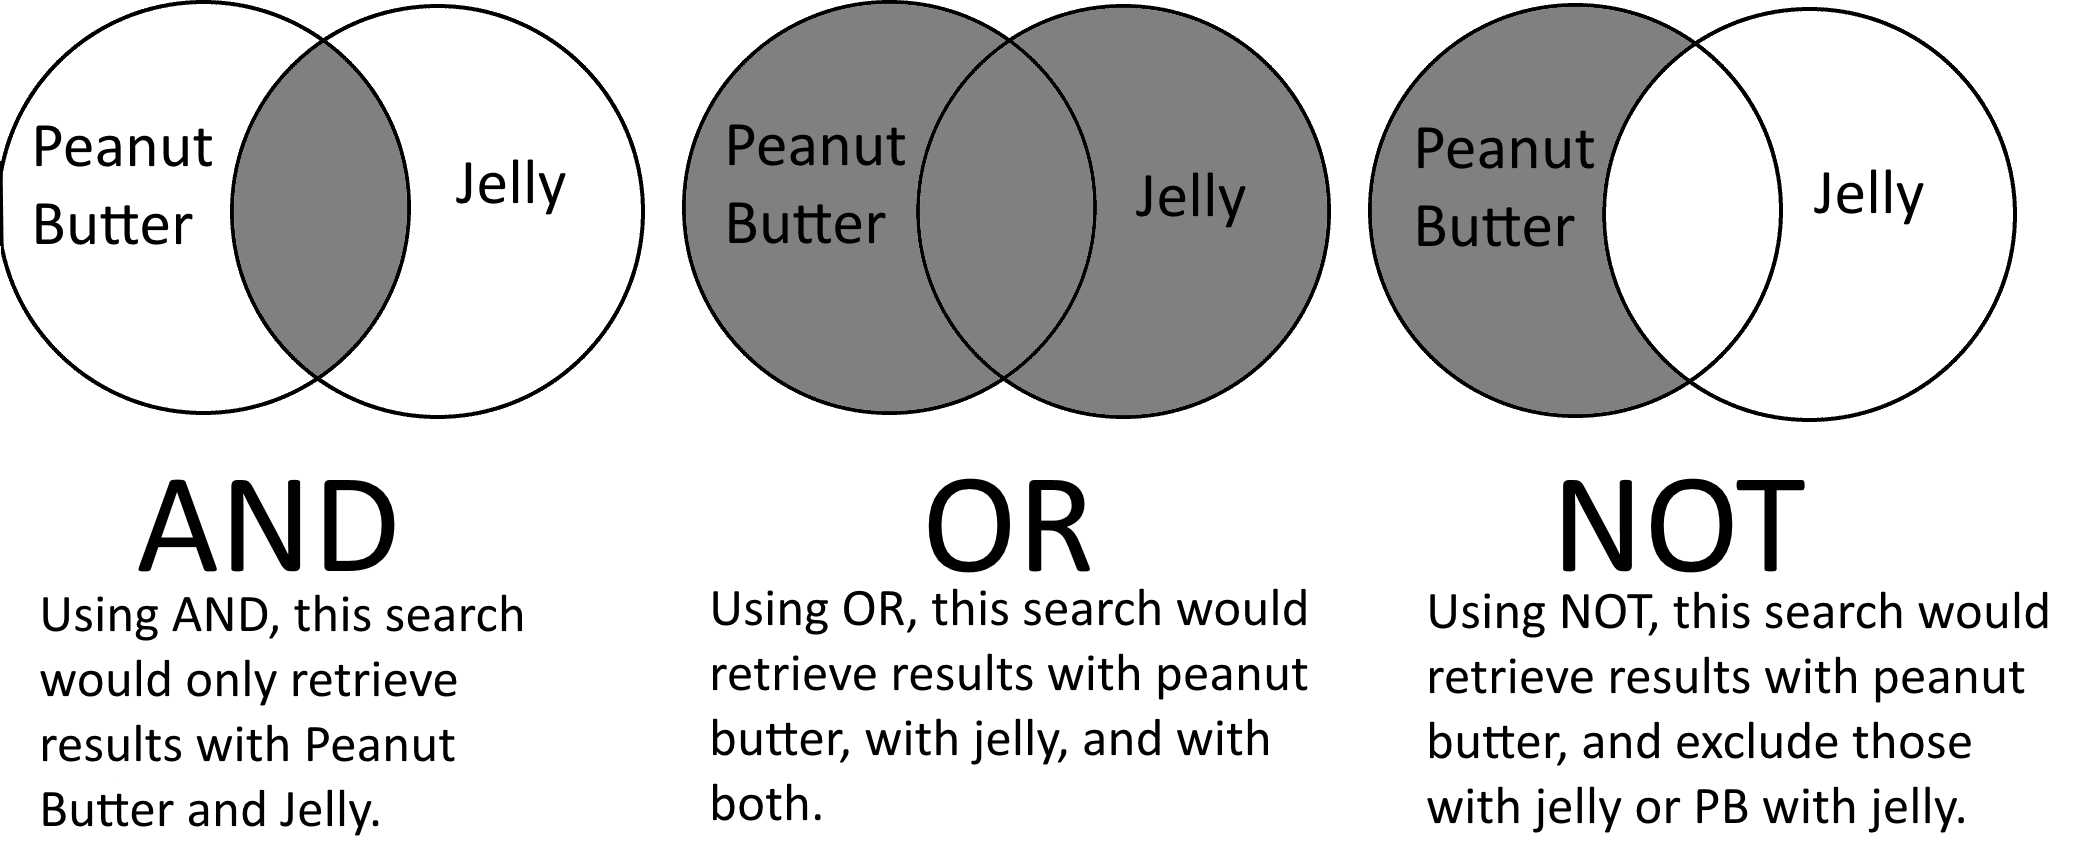 Peanut
Butter
Jelly
AND
Using AND, this search
would only retrieve
results with Peanut
Butter and Jelly.
Peanut
Butter
Jelly
OR
Using OR, this search would
retrieve results with peanut
butter, with jelly, and with
both.
Peanut
Butter
Jelly
NOT
Using NOT, this search would
retrieve results with peanut
butter, and exclude those
with jelly or PB with jelly.